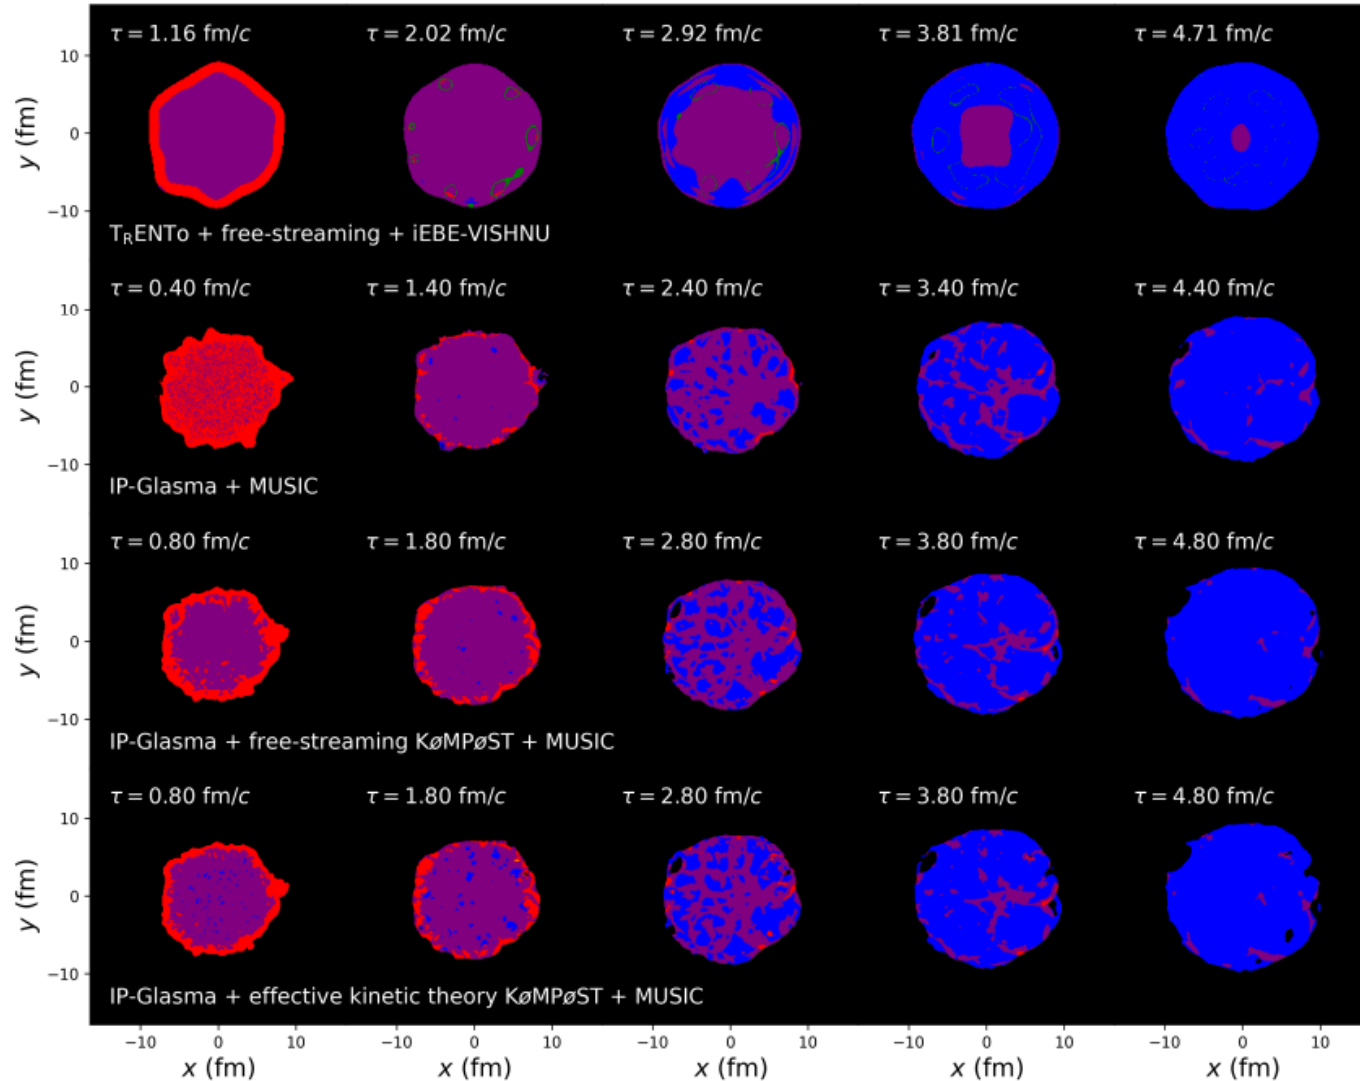 τ = 1.16 fm/c τ = 2.02 fm/c τ = 2.92 fm/c τ = 3.81 fm/c τ = 4.71 fm/c
10
y (fm)
0
−10
TRENTo + free-streaming + iEBE-VISHNU
τ = 0.40 fm/c τ = 1.40 fm/c τ = 2.40 fm/c τ = 3.40 fm/c τ = 4.40 fm/c
10
y (fm)
0
−10
IP-Glasma + MUSIC
τ = 0.80 fm/c τ = 1.80 fm/c τ = 2.80 fm/c τ = 3.80 fm/c τ = 4.80 fm/c
10
y (fm)
0
−10
IP-Glasma + free-streaming KøMPøST + MUSIC
τ = 0.80 fm/c τ = 1.80 fm/c τ = 2.80 fm/c τ = 3.80 fm/c τ = 4.80 fm/c
10
y (fm)
0
−10
IP-Glasma + effective kinetic theory KøMPøST + MUSIC
−10 0 10 −10 0 10 −10 0 10 −10 0 10 −10 0 10
x (fm) x (fm) x (fm) x (fm) x (fm)